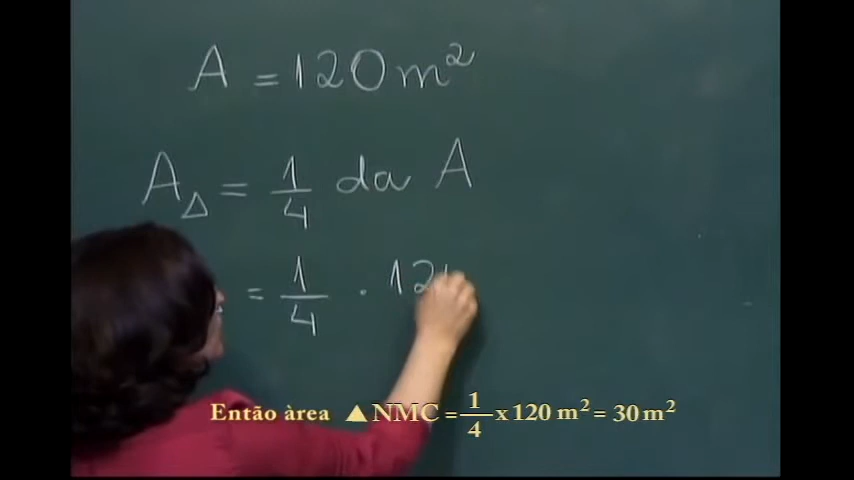 A = 120 m²
A△ = 1/4 da A
= 1/4 . 12
Então àrea ▲ NMC = 1/4 x 120 m² = 30 m²